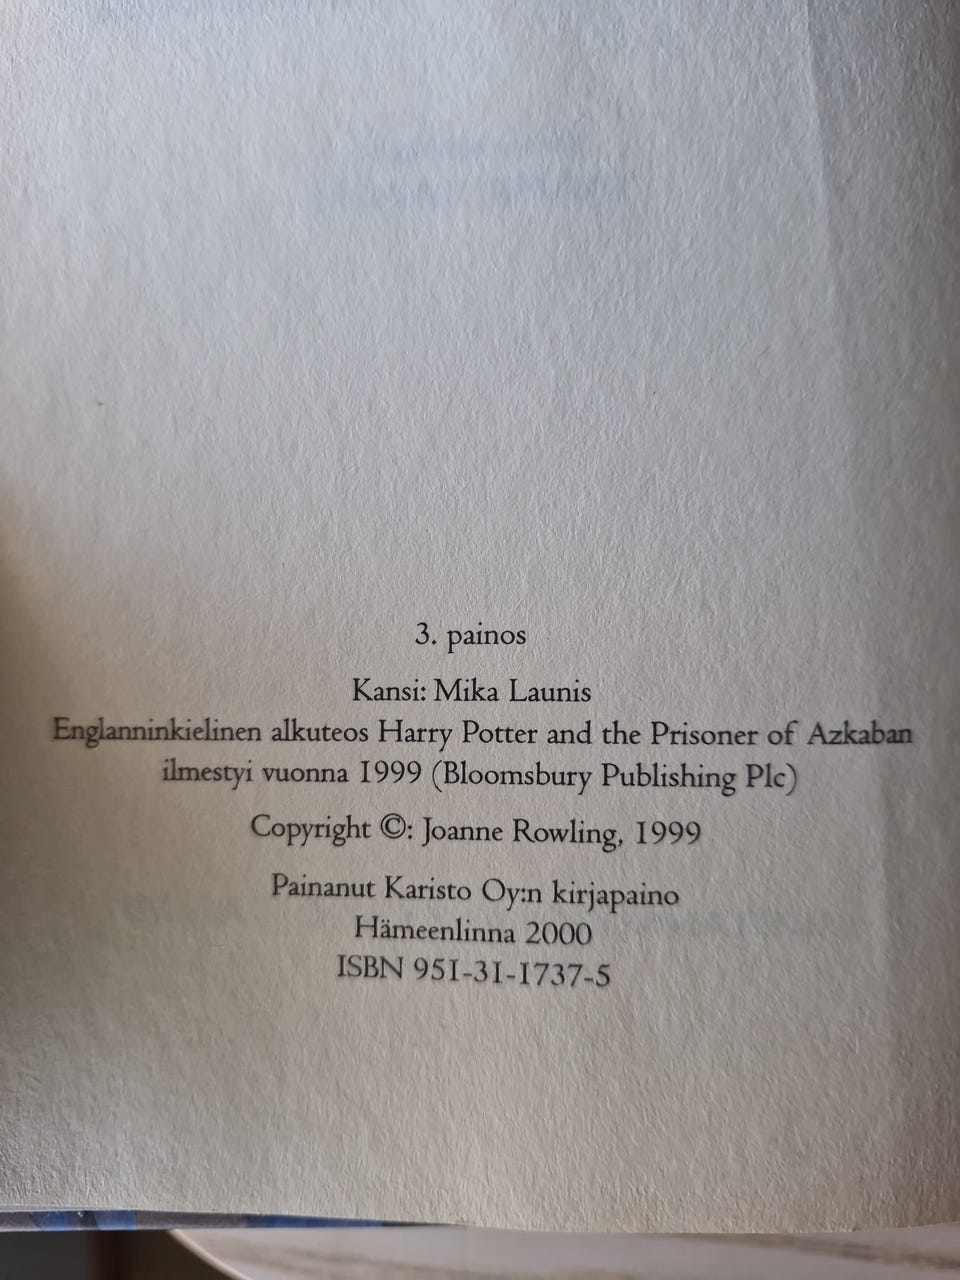 3. painos
Kansi: Mika Launis
Englanninkielinen alkuteos Harry Potter and the Prisoner of Azkaban
ilmestyi vuonna 1999 (Bloomsbury Publishing Plc)
Copyright ©: Joanne Rowling, 1999
Painanut Karisto Oy:n kirjapaino
Hämeenlinna 2000
ISBN 951-31-1737-5